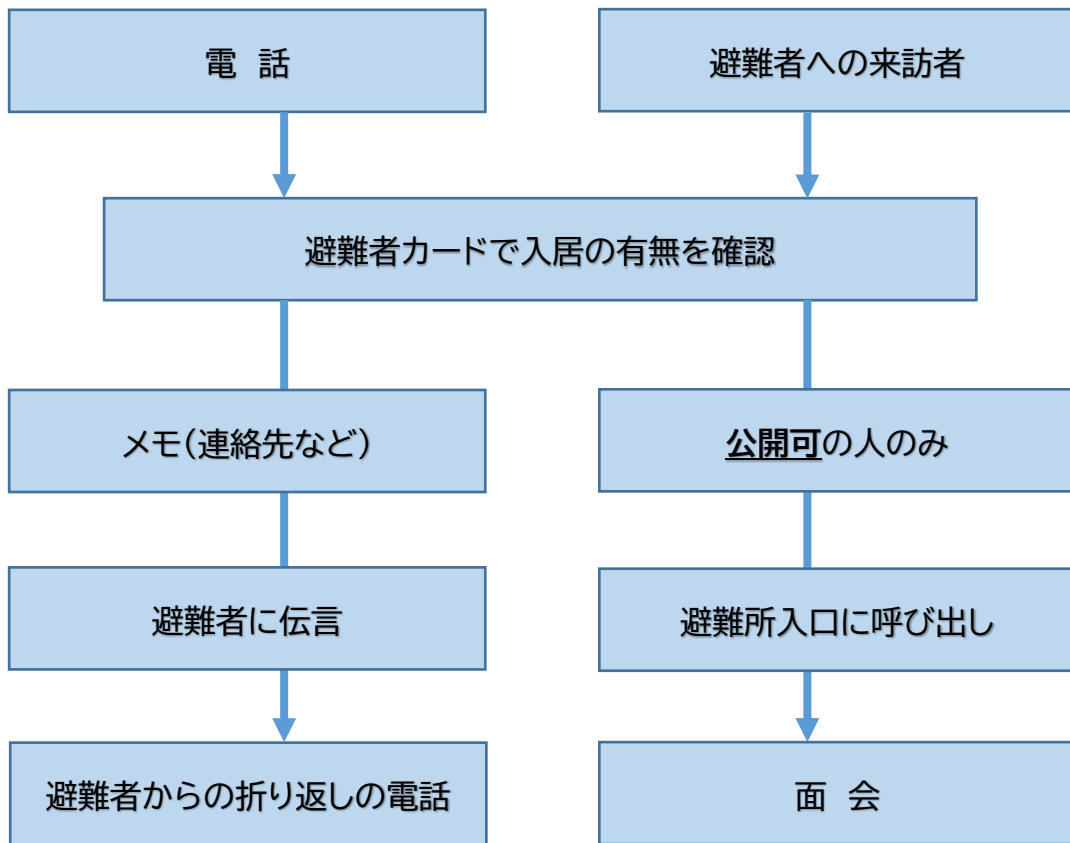 電 話
避難者への来訪者
避難者カードで入居の有無を確認
メモ(連絡先など)
公開可の人のみ
避難者に伝言
避難所入口に呼び出し
避難者からの折り返しの電話
面 会